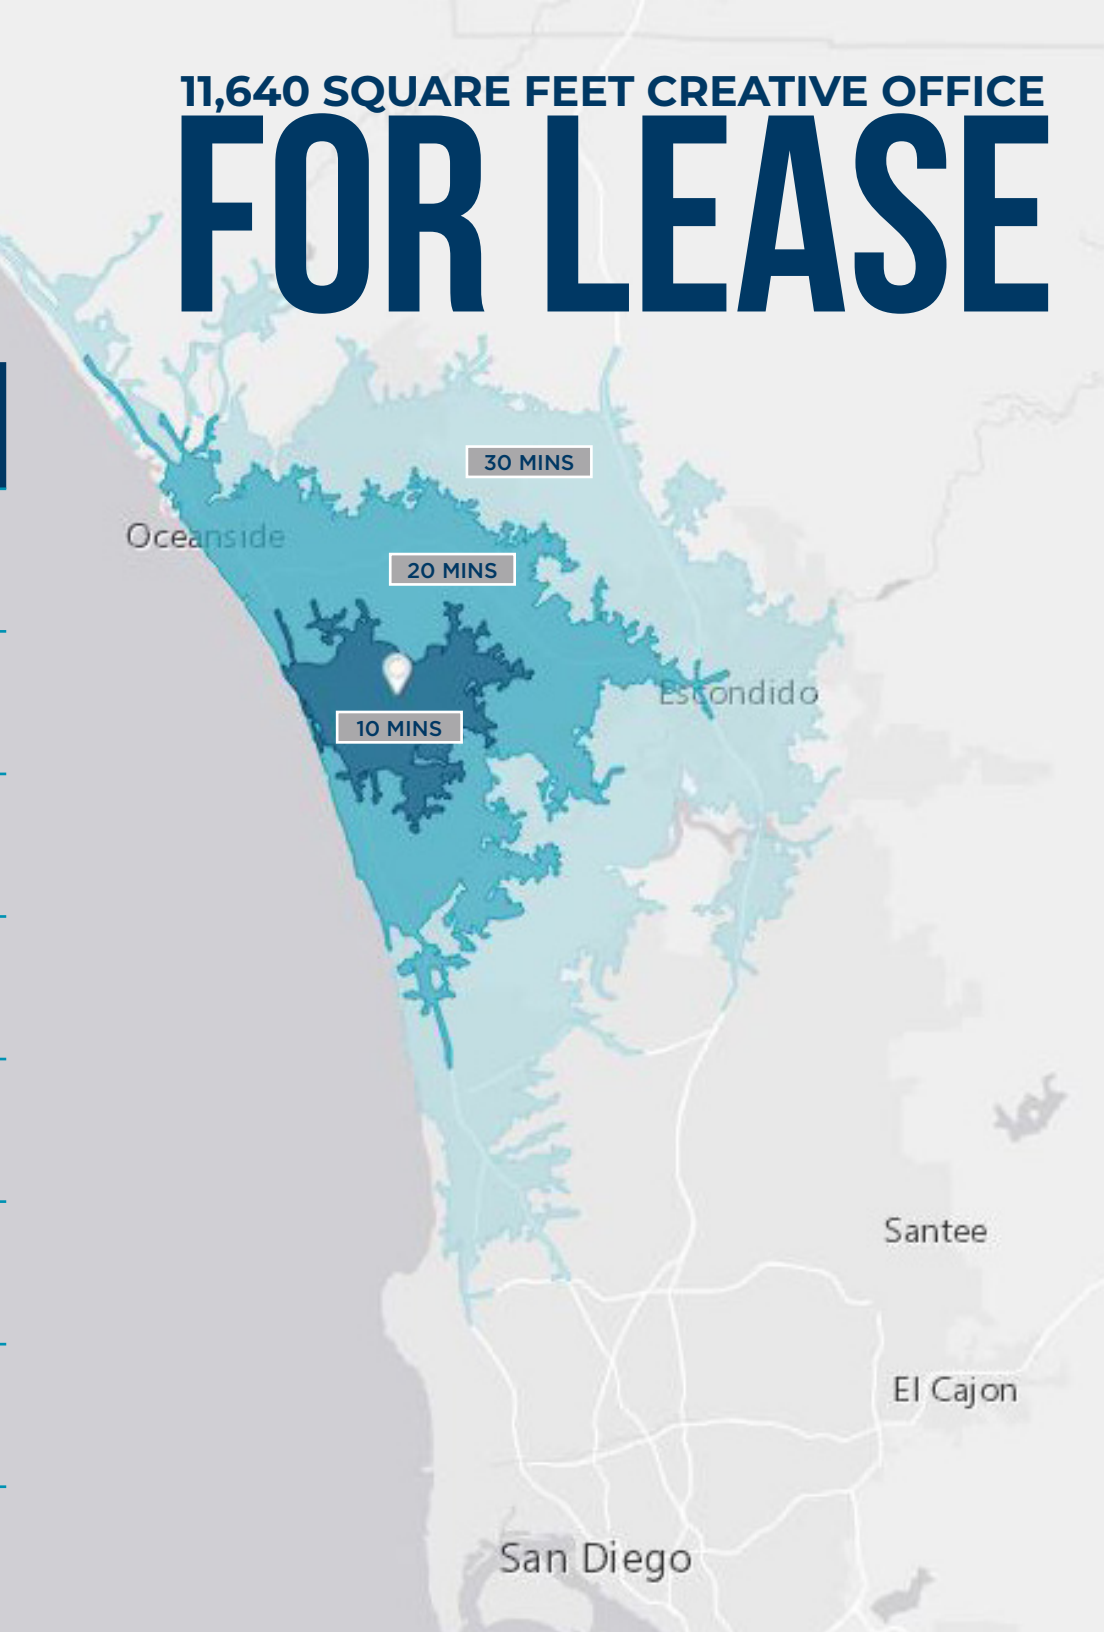 11,640 SQUARE FEET CREATIVE OFFICE
FOR LEASE
30 MINS
Oceanside
20 MINS
Escondido
10 MINS
Santee
El Cajon
San Diego